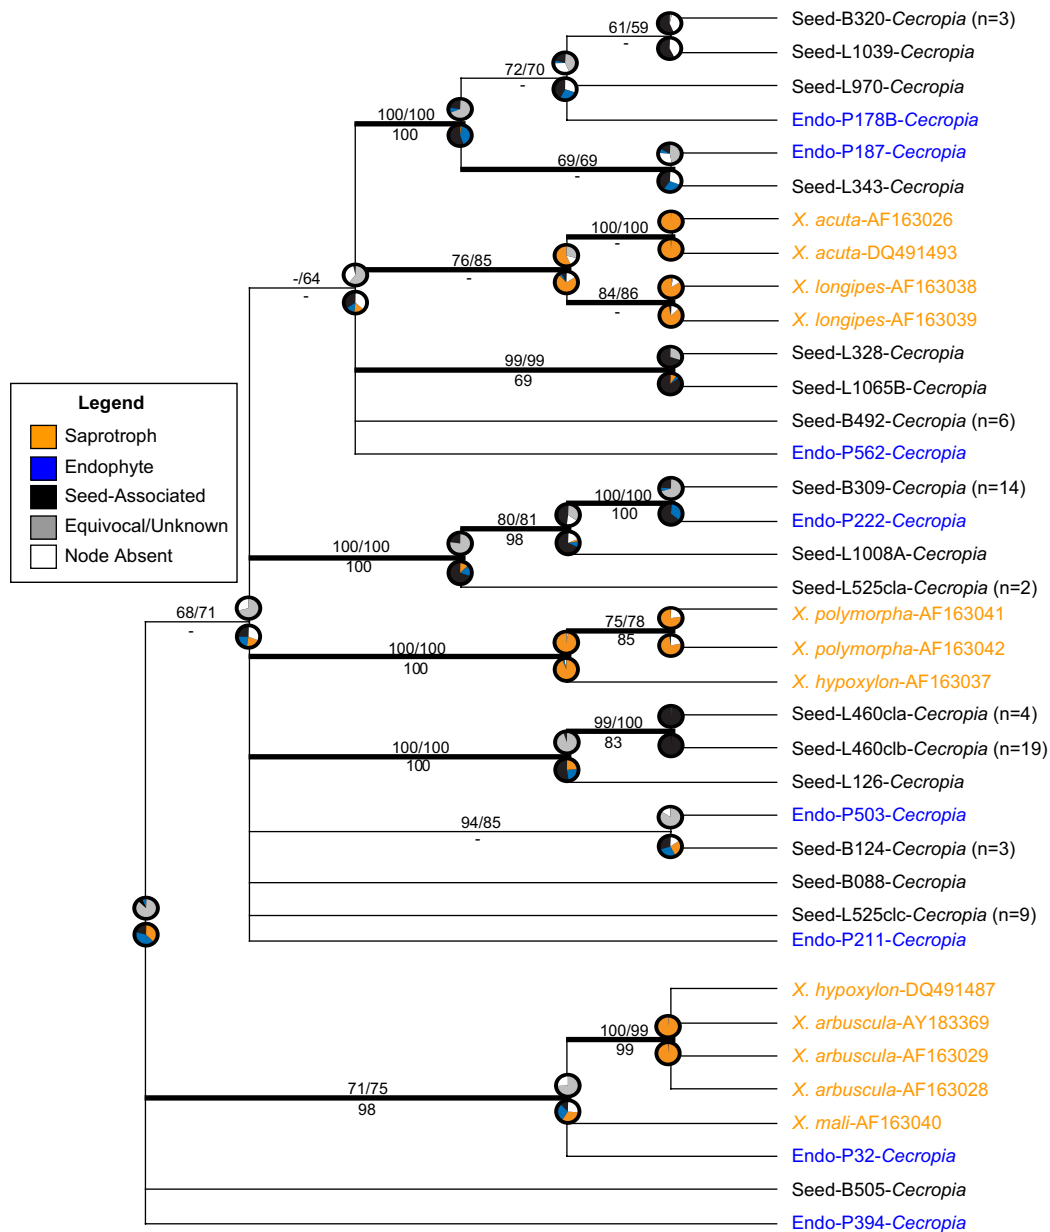 61/59
-
Seed-B320-Cecropia (n=3)
Seed-L1039-Cecropia
72/70
-
Seed-L970-Cecropia
Endo-P178B-Cecropia
100/100
100
69/69
-
Endo-P187-Cecropia
Seed-L343-Cecropia
100/100
-
X. acuta-AF163026
X. acuta-DQ491493
76/85
-
-/64
-
84/86
-
X. longipes-AF163038
X. longipes-AF163039
99/99
69
Seed-L328-Cecropia
Seed-L1065B-Cecropia
Seed-B492-Cecropia (n=6)
Endo-P562-Cecropia
Legend
Saprotroph
Endophyte
Seed-Associated
Equivocal/Unknown
Node Absent
100/100
100
Seed-B309-Cecropia (n=14)
Endo-P222-Cecropia
80/81
98
Seed-L1008A-Cecropia
100/100
100
Seed-L525cla-Cecropia (n=2)
68/71
-
75/78
85
X. polymorpha-AF163041
X. polymorpha-AF163042
100/100
100
X. hypoxylon-AF163037
99/100
83
Seed-L460cla-Cecropia (n=4)
Seed-L460clb-Cecropia (n=19)
100/100
100
Seed-L126-Cecropia
94/85
-
Endo-P503-Cecropia
Seed-B124-Cecropia (n=3)
Seed-B088-Cecropia
Seed-L525clc-Cecropia (n=9)
Endo-P211-Cecropia
X. hypoxylon-DQ491487
100/99
99
X. arbuscula-AY183369
X. arbuscula-AF163029
X. arbuscula-AF163028
71/75
98
X. mali-AF163040
Endo-P32-Cecropia
Seed-B505-Cecropia
Endo-P394-Cecropia